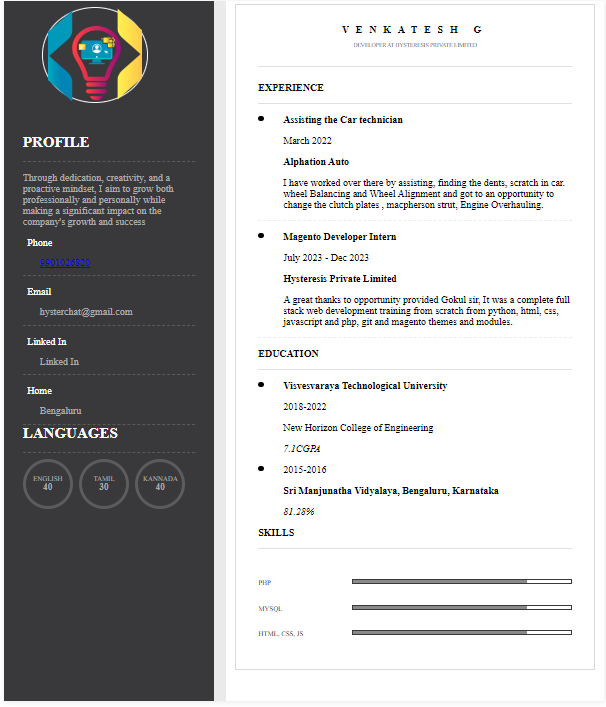 PROFILE
Through dedication, creativity, and a
proactive mindset, I aim to grow both
professionally and personally while
making a significant impact on the
company's growth and success
Phone
9901026920
Email
hysterchat@gmail.com
Linked In
Linked In
Home
Bengaluru
LANGUAGES
ENGLISH
40
TAMIL
30
KANNADA
40
VENKATESH G
DEVELOPER AT HYSTERESIS PRIVATE LIMITED
EXPERIENCE
Assisting the Car technician
March 2022
Alphation Auto
I have worked over there by assisting, finding the dents, scratch in car.
wheel Balancing and Wheel Alignment and got to an opportunity to
change the clutch plates , macpherson strut, Engine Overhauling.
Magento Developer Intern
July 2023 - Dec 2023
Hysteresis Private Limited
A great thanks to opportunity provided Gokul sir, It was a complete full
stack web development training from scratch from python, html, css,
javascript and php, git and magento themes and modules.
EDUCATION
Visvesvaraya Technological University
2018-2022
New Horizon College of Engineering
7.1CGPA
2015-2016
Sri Manjunatha Vidyalaya, Bengaluru, Karnataka
81.28%
SKILLS
PHP
MYSQL
HTML, CSS, JS